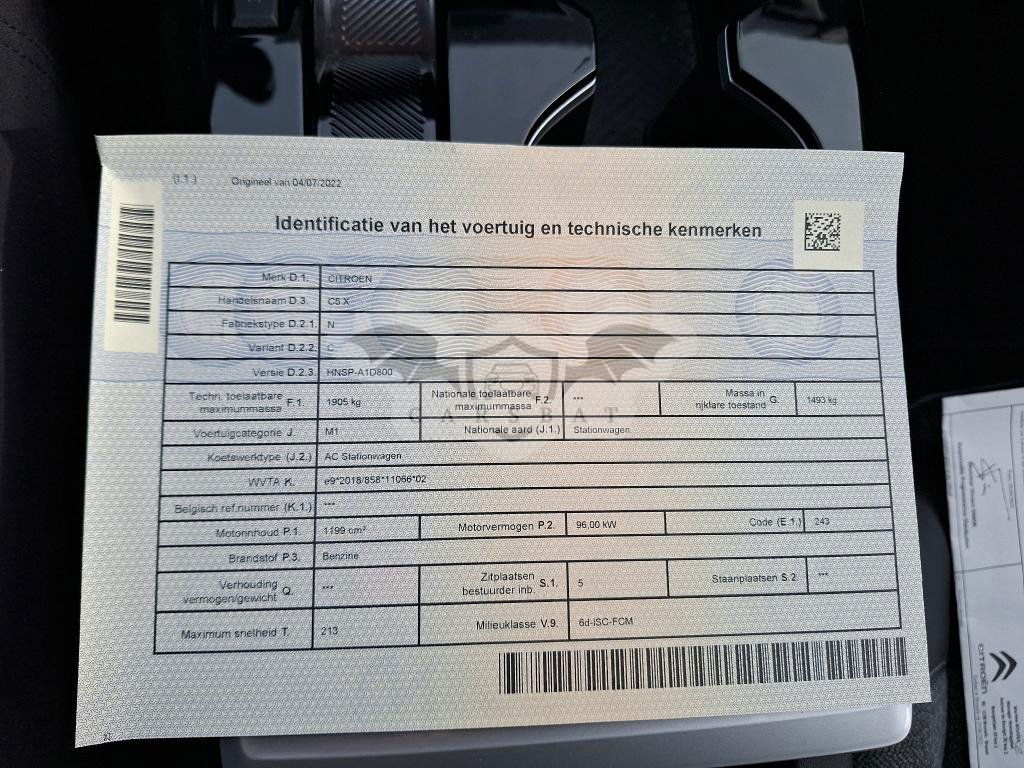 (I.1.) Origineel van 04/07/2022
Identificatie van het voertuig en technische kenmerken
Merk D.1. CITROEN
Handelsnaam D.3. C5 X
Fabriekstype D.2.1. N
Variant D.2.2. C
Versie D.2.3. HNSP-A1D800
Techn. toelaatbare maximummassa F.1. 1905 kg Nationale toelaatbare maximummassa F.2. --- Massa in rijklare toestand G. 1493 kg
CARSBAT
Voertuigcategorie J. M1 Nationale aard (J.1.) Stationwagen
Koetswerktype (J.2.) AC Stationwagen
WVTA K. e9*2018/858*11066*02
Belgisch ref.nummer (K.1.) ---
Motorinhoud P.1. 1199 cm³ Motorvermogen P.2. 96,00 kW Code (E.1.) 243
Brandstof P.3. Benzine
Verhouding vermogen/gewicht Q. --- Zitplaatsen bestuurder inb. S.1. 5 Staanplaatsen S.2. ---
Maximum snelheid T. 213 Milieuklasse V.9. 6d-ISC-FCM
CITROËN